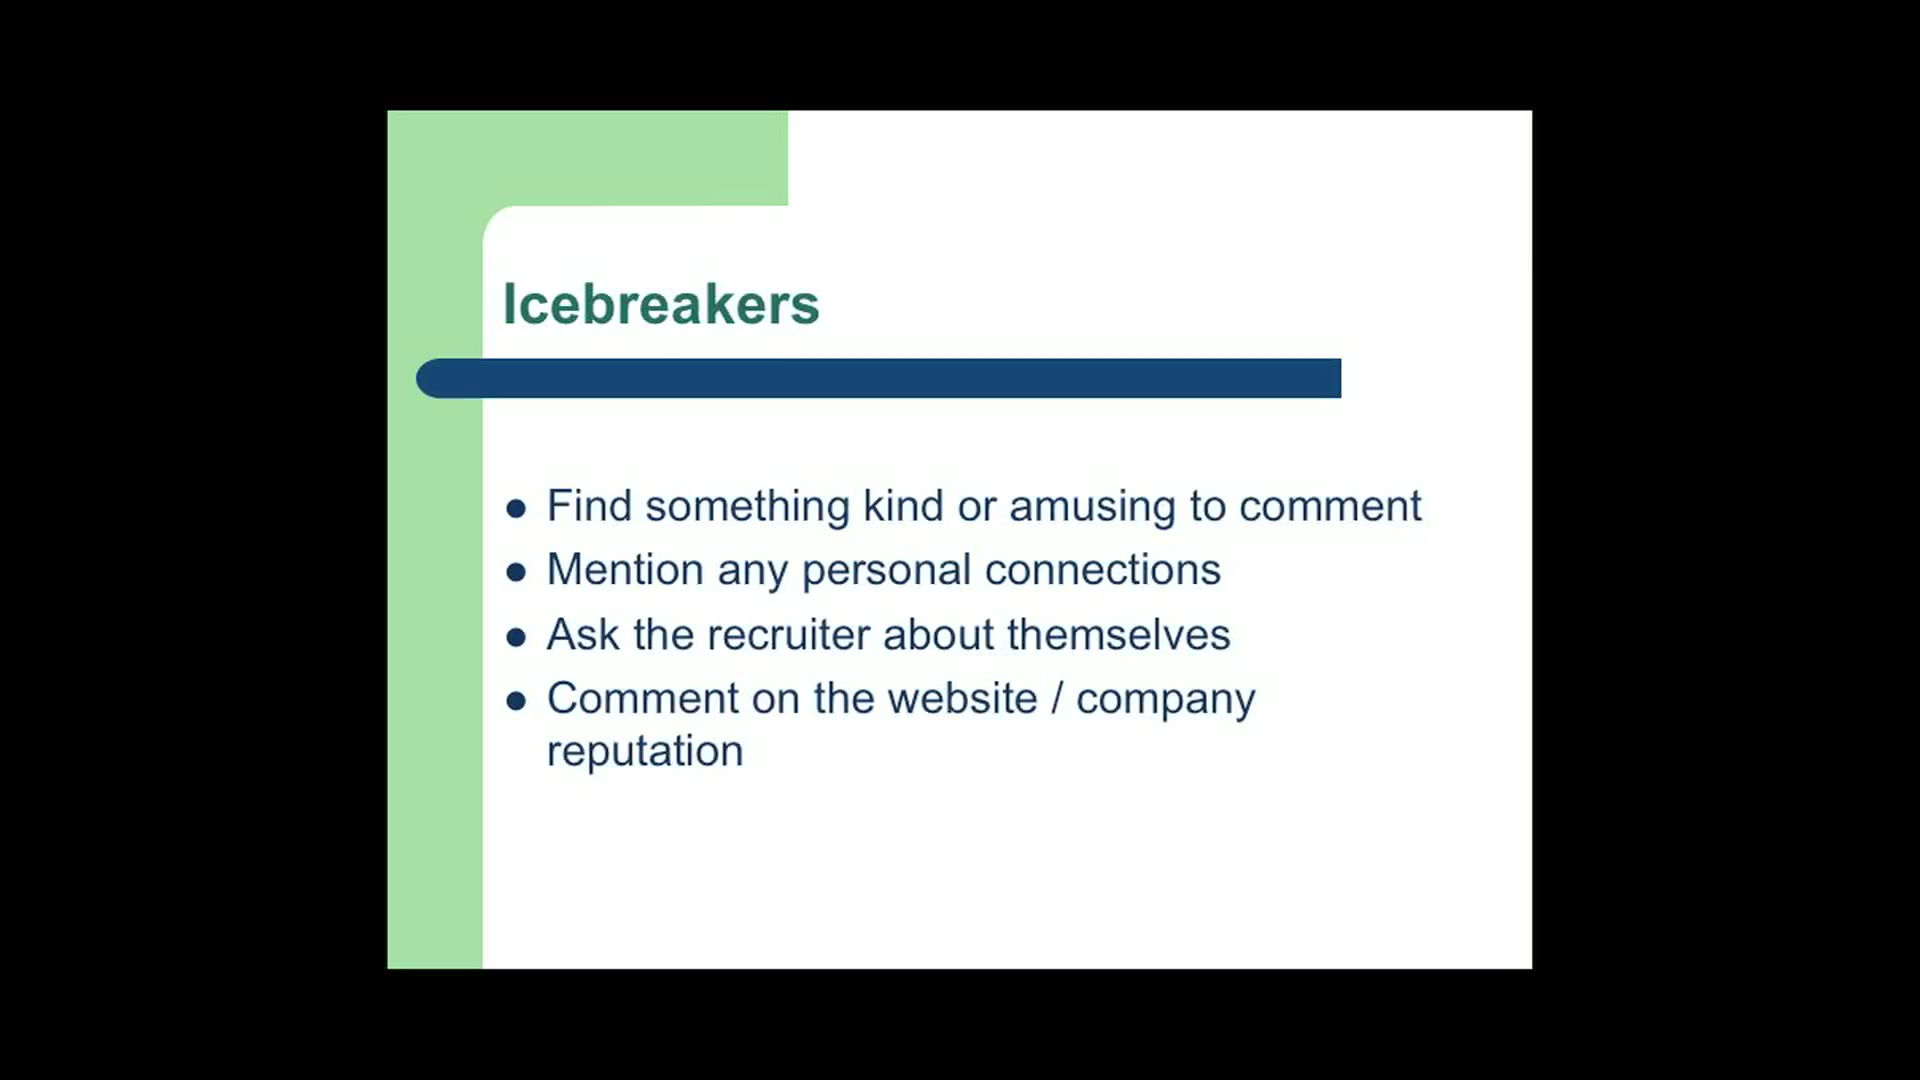 Icebreakers
● Find something kind or amusing to comment
● Mention any personal connections
● Ask the recruiter about themselves
● Comment on the website / company
reputation